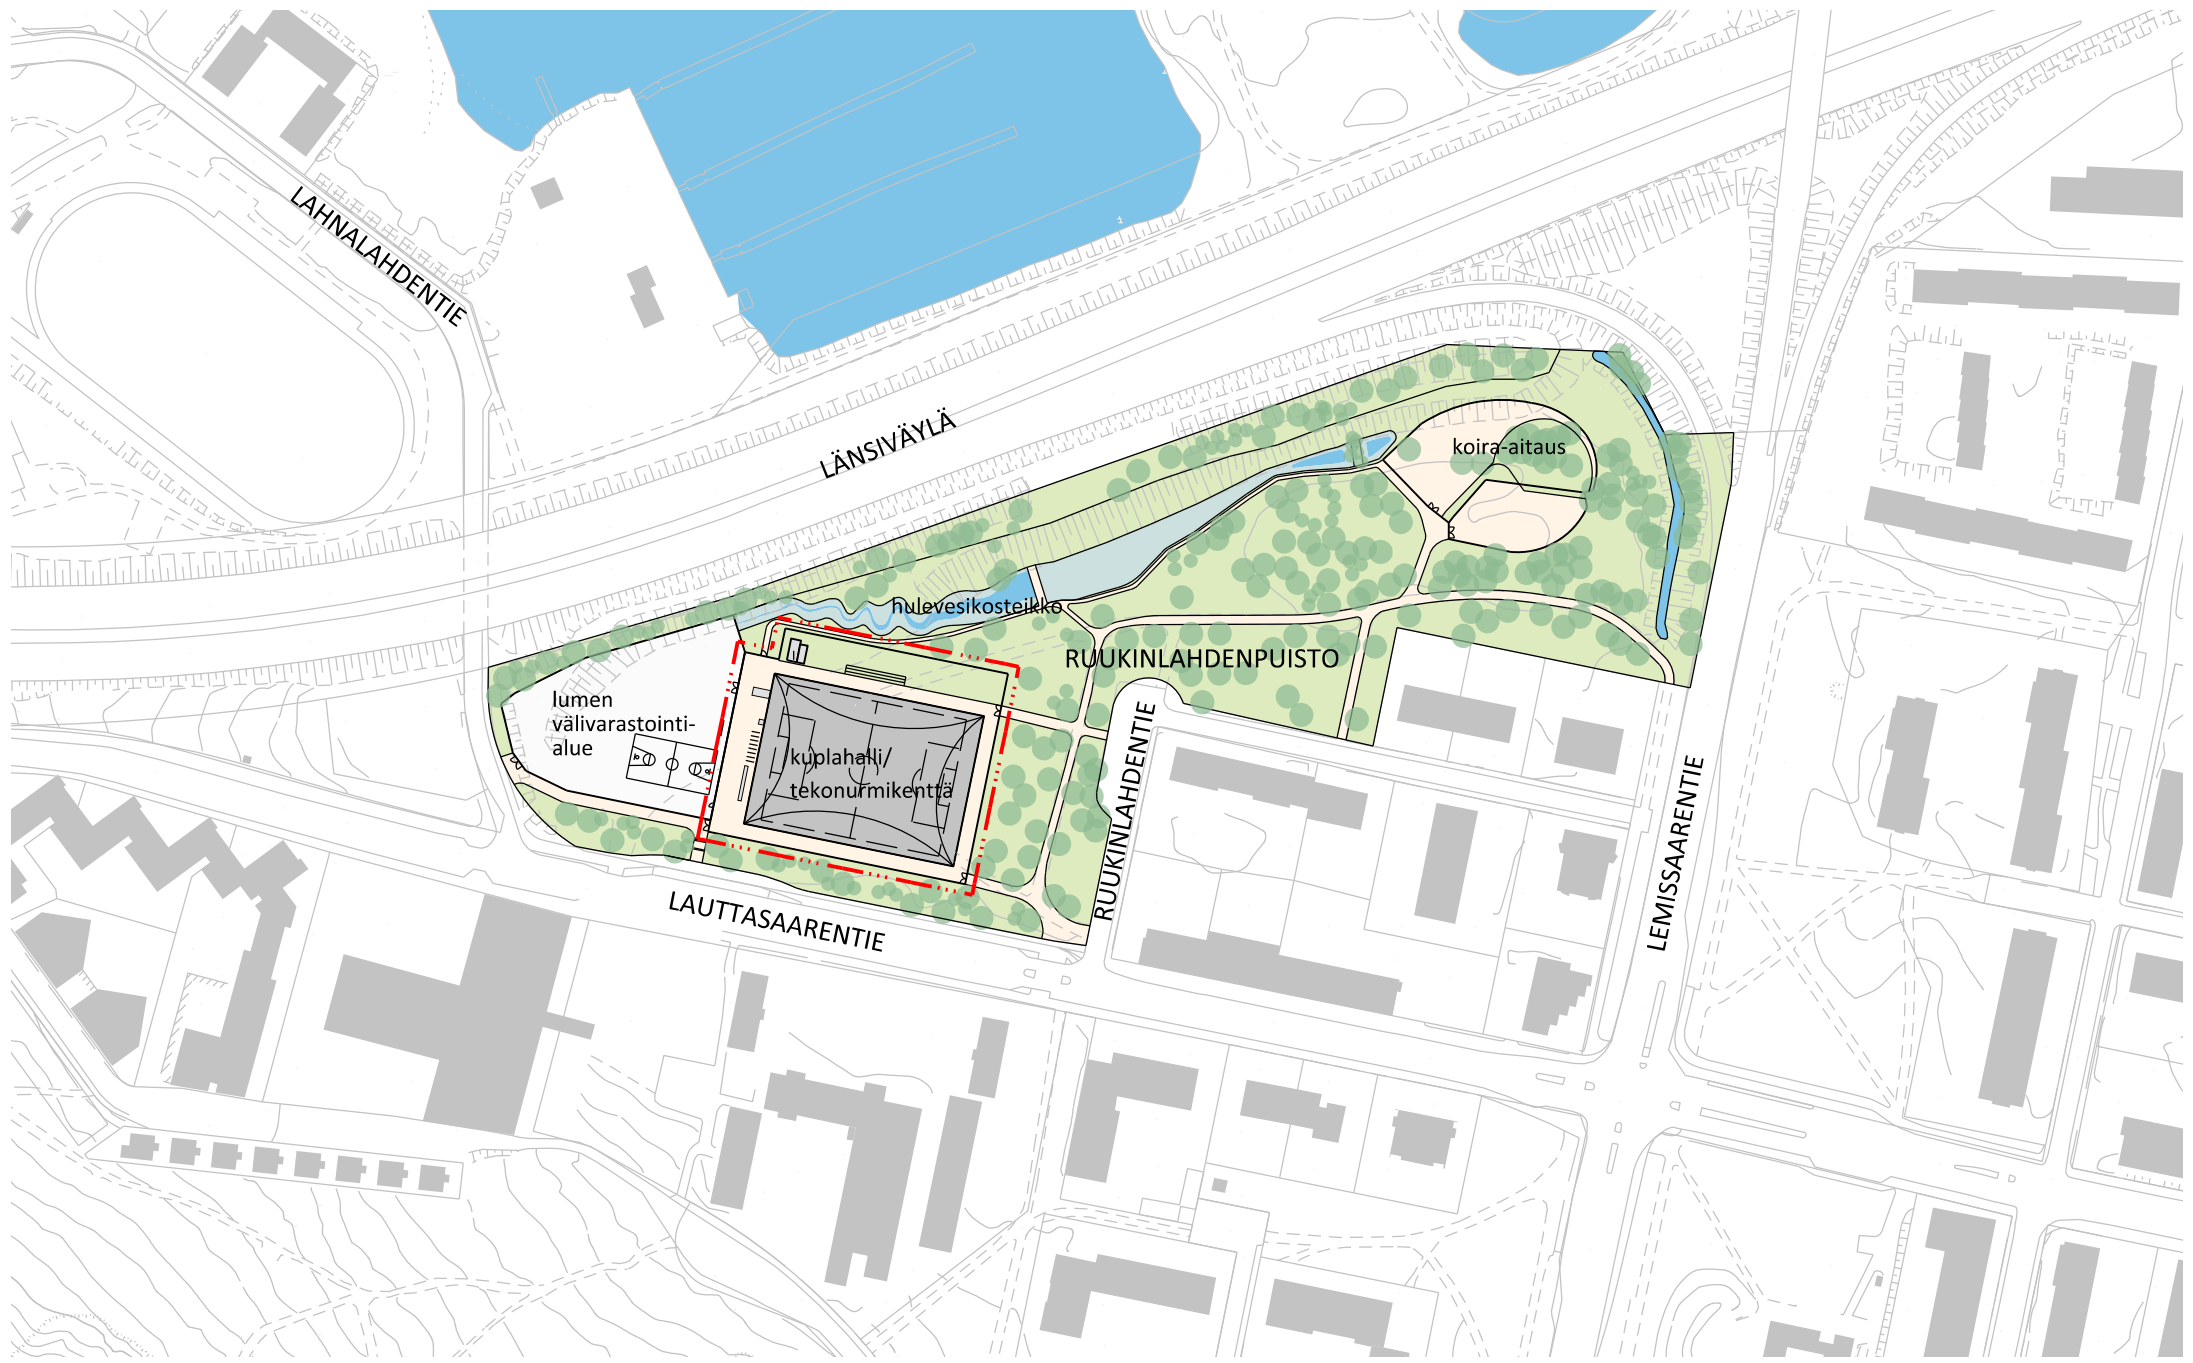 LAHNALAHDENTIE
LÄNSIVÄYLÄ
koira-aitaus
hulevesikosteikko
RUUKINLAHDENPUISTO
lumen
välivarastointi-
alue
kuplahalli/
tekonurmikenttä
RUUKINLAHDENTIE
LEMISSAARENTIE
LAUTTASAARENTIE